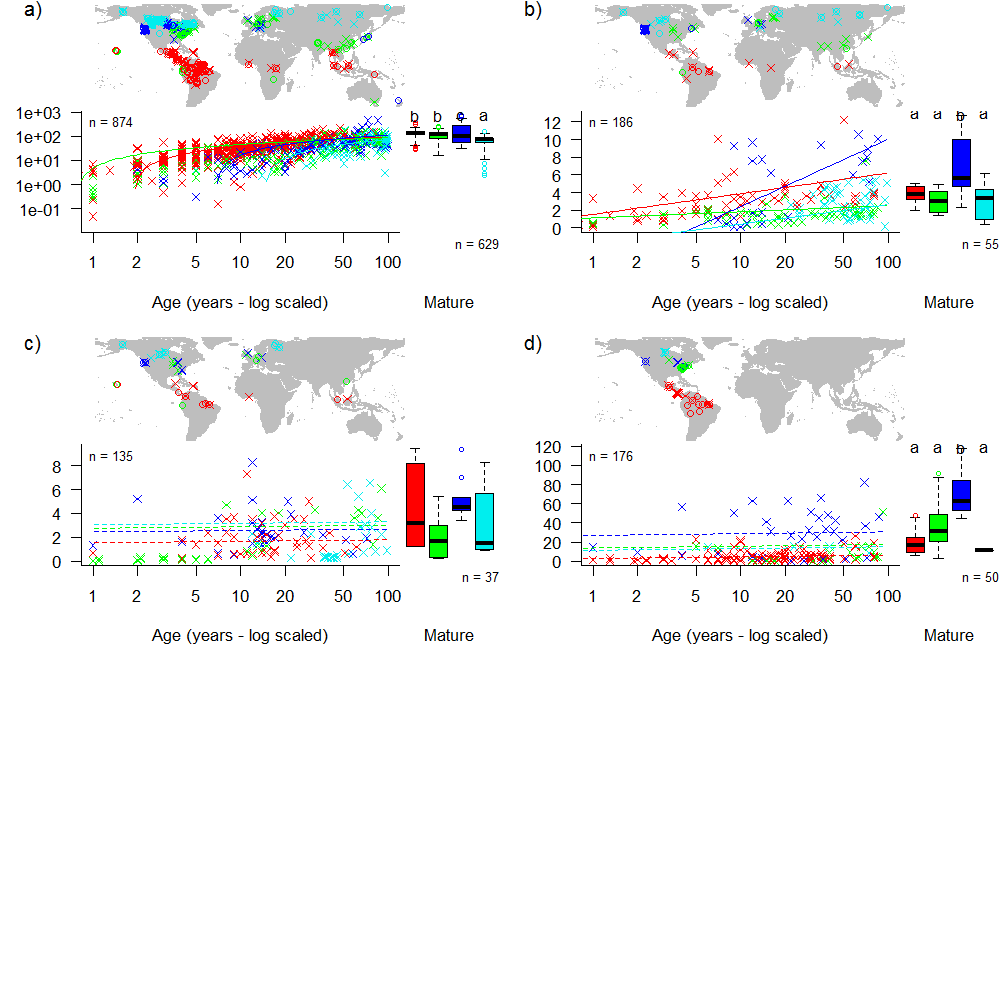 a)
1e+03
1e+02
1e+01
1e+00
1e-01
n = 874
b b a a
n = 629
1 2 5 10 20 50 100
Age (years - log scaled)
Mature
b)
12
10
8
6
4
2
0
n = 186
a a b a
n = 55
1 2 5 10 20 50 100
Age (years - log scaled)
Mature
c)
8
6
4
2
0
n = 135
n = 37
1 2 5 10 20 50 100
Age (years - log scaled)
Mature
d)
120
100
80
60
40
20
0
n = 176
a a b a
n = 50
1 2 5 10 20 50 100
Age (years - log scaled)
Mature